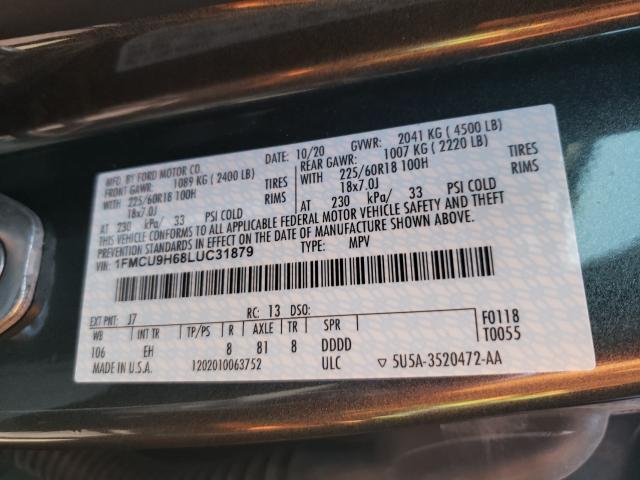 MFD. BY FORD MOTOR CO.
DATE: 10/20 GVWR: 2041 KG ( 4500 LB)
FRONT GAWR: 1089 KG ( 2400 LB)
REAR GAWR: 1007 KG ( 2220 LB)
WITH 225/60R18 100H TIRES
WITH 225/60R18 100H TIRES
18x7.0J RIMS
18x7.0J RIMS
AT 230 kPa/ 33 PSI COLD
AT 230 kPa/ 33 PSI COLD
THIS VEHICLE CONFORMS TO ALL APPLICABLE FEDERAL MOTOR VEHICLE SAFETY AND THEFT
PREVENTION STANDARDS IN EFFECT ON THE DATE OF MANUFACTURE SHOWN ABOVE.
VIN: 1FMCU9H68LUC31879
TYPE: MPV
EXT PNT: J7 RC: 13 DSO:
WB INT TR TP/PS R AXLE TR SPR
F0118
106 EH 8 81 8 DDDD
T0055
MADE IN U.S.A. 1202010063752 ULC ▽ 5U5A-3520472-AA